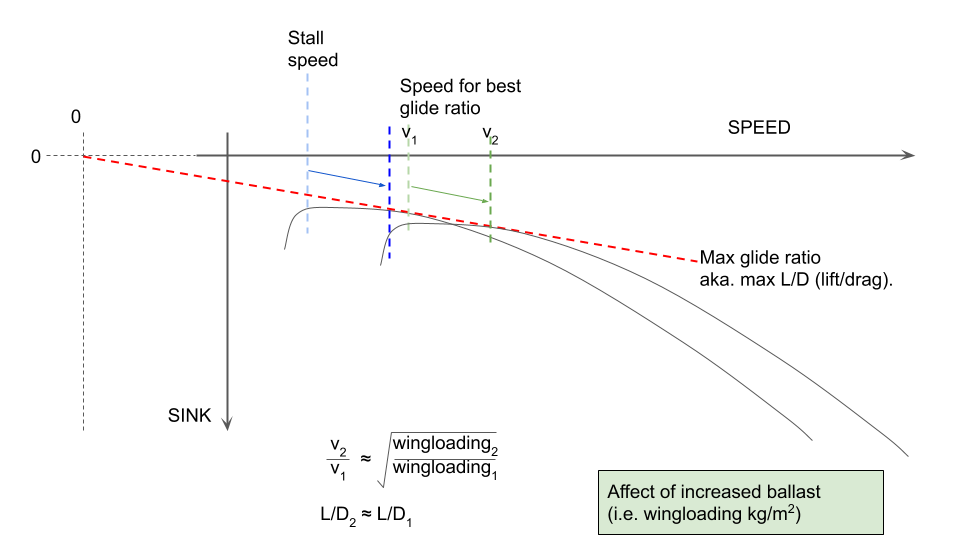 Stall
speed
Speed for best
glide ratio
0
v1
v2
SPEED
0
Max glide ratio
aka. max L/D (lift/drag).
SINK
v2
v1
≈ √
wingloading2
wingloading1
L/D2 ≈ L/D1
Affect of increased ballast
(i.e. wingloading kg/m²)